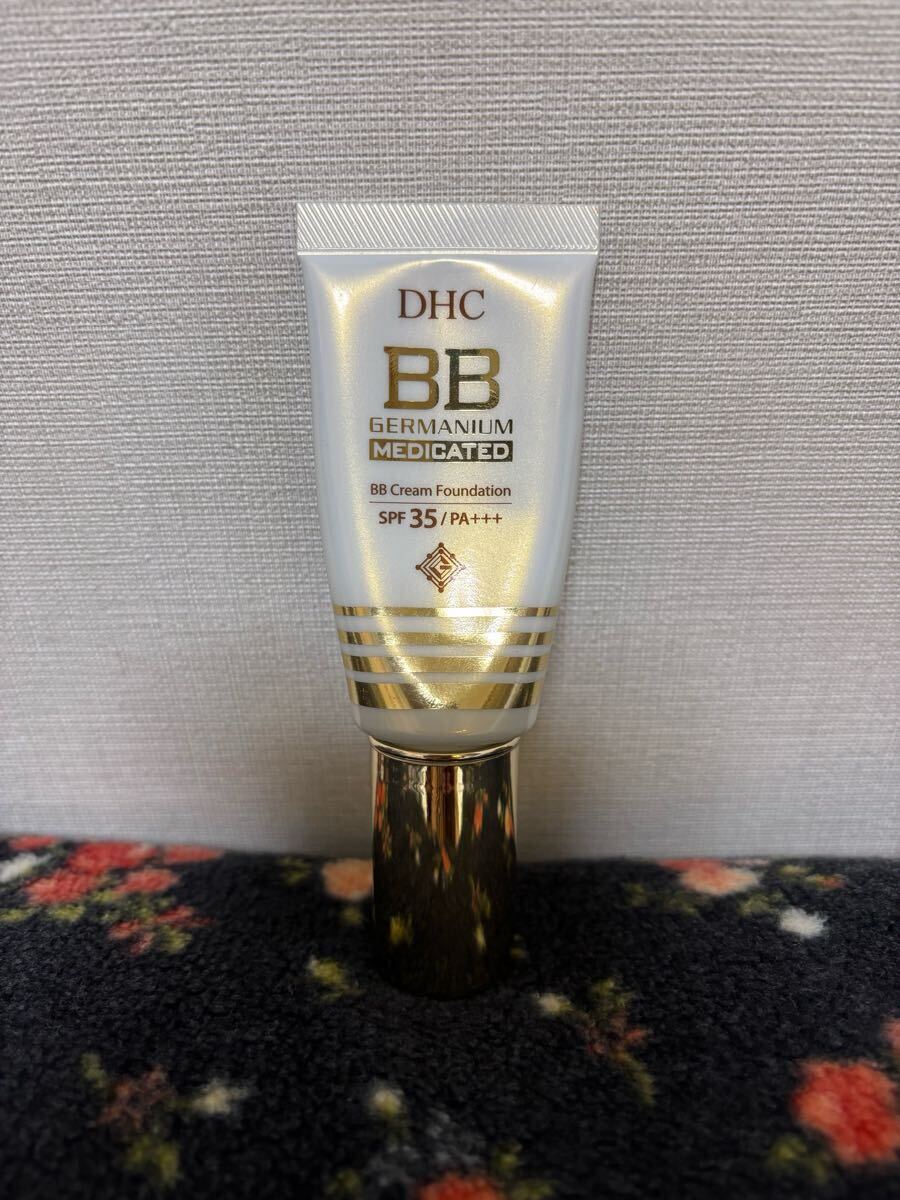 DHC
BB
GERMANIUM
MEDICATED
BB Cream Foundation
SPF 35 / PA+++
G